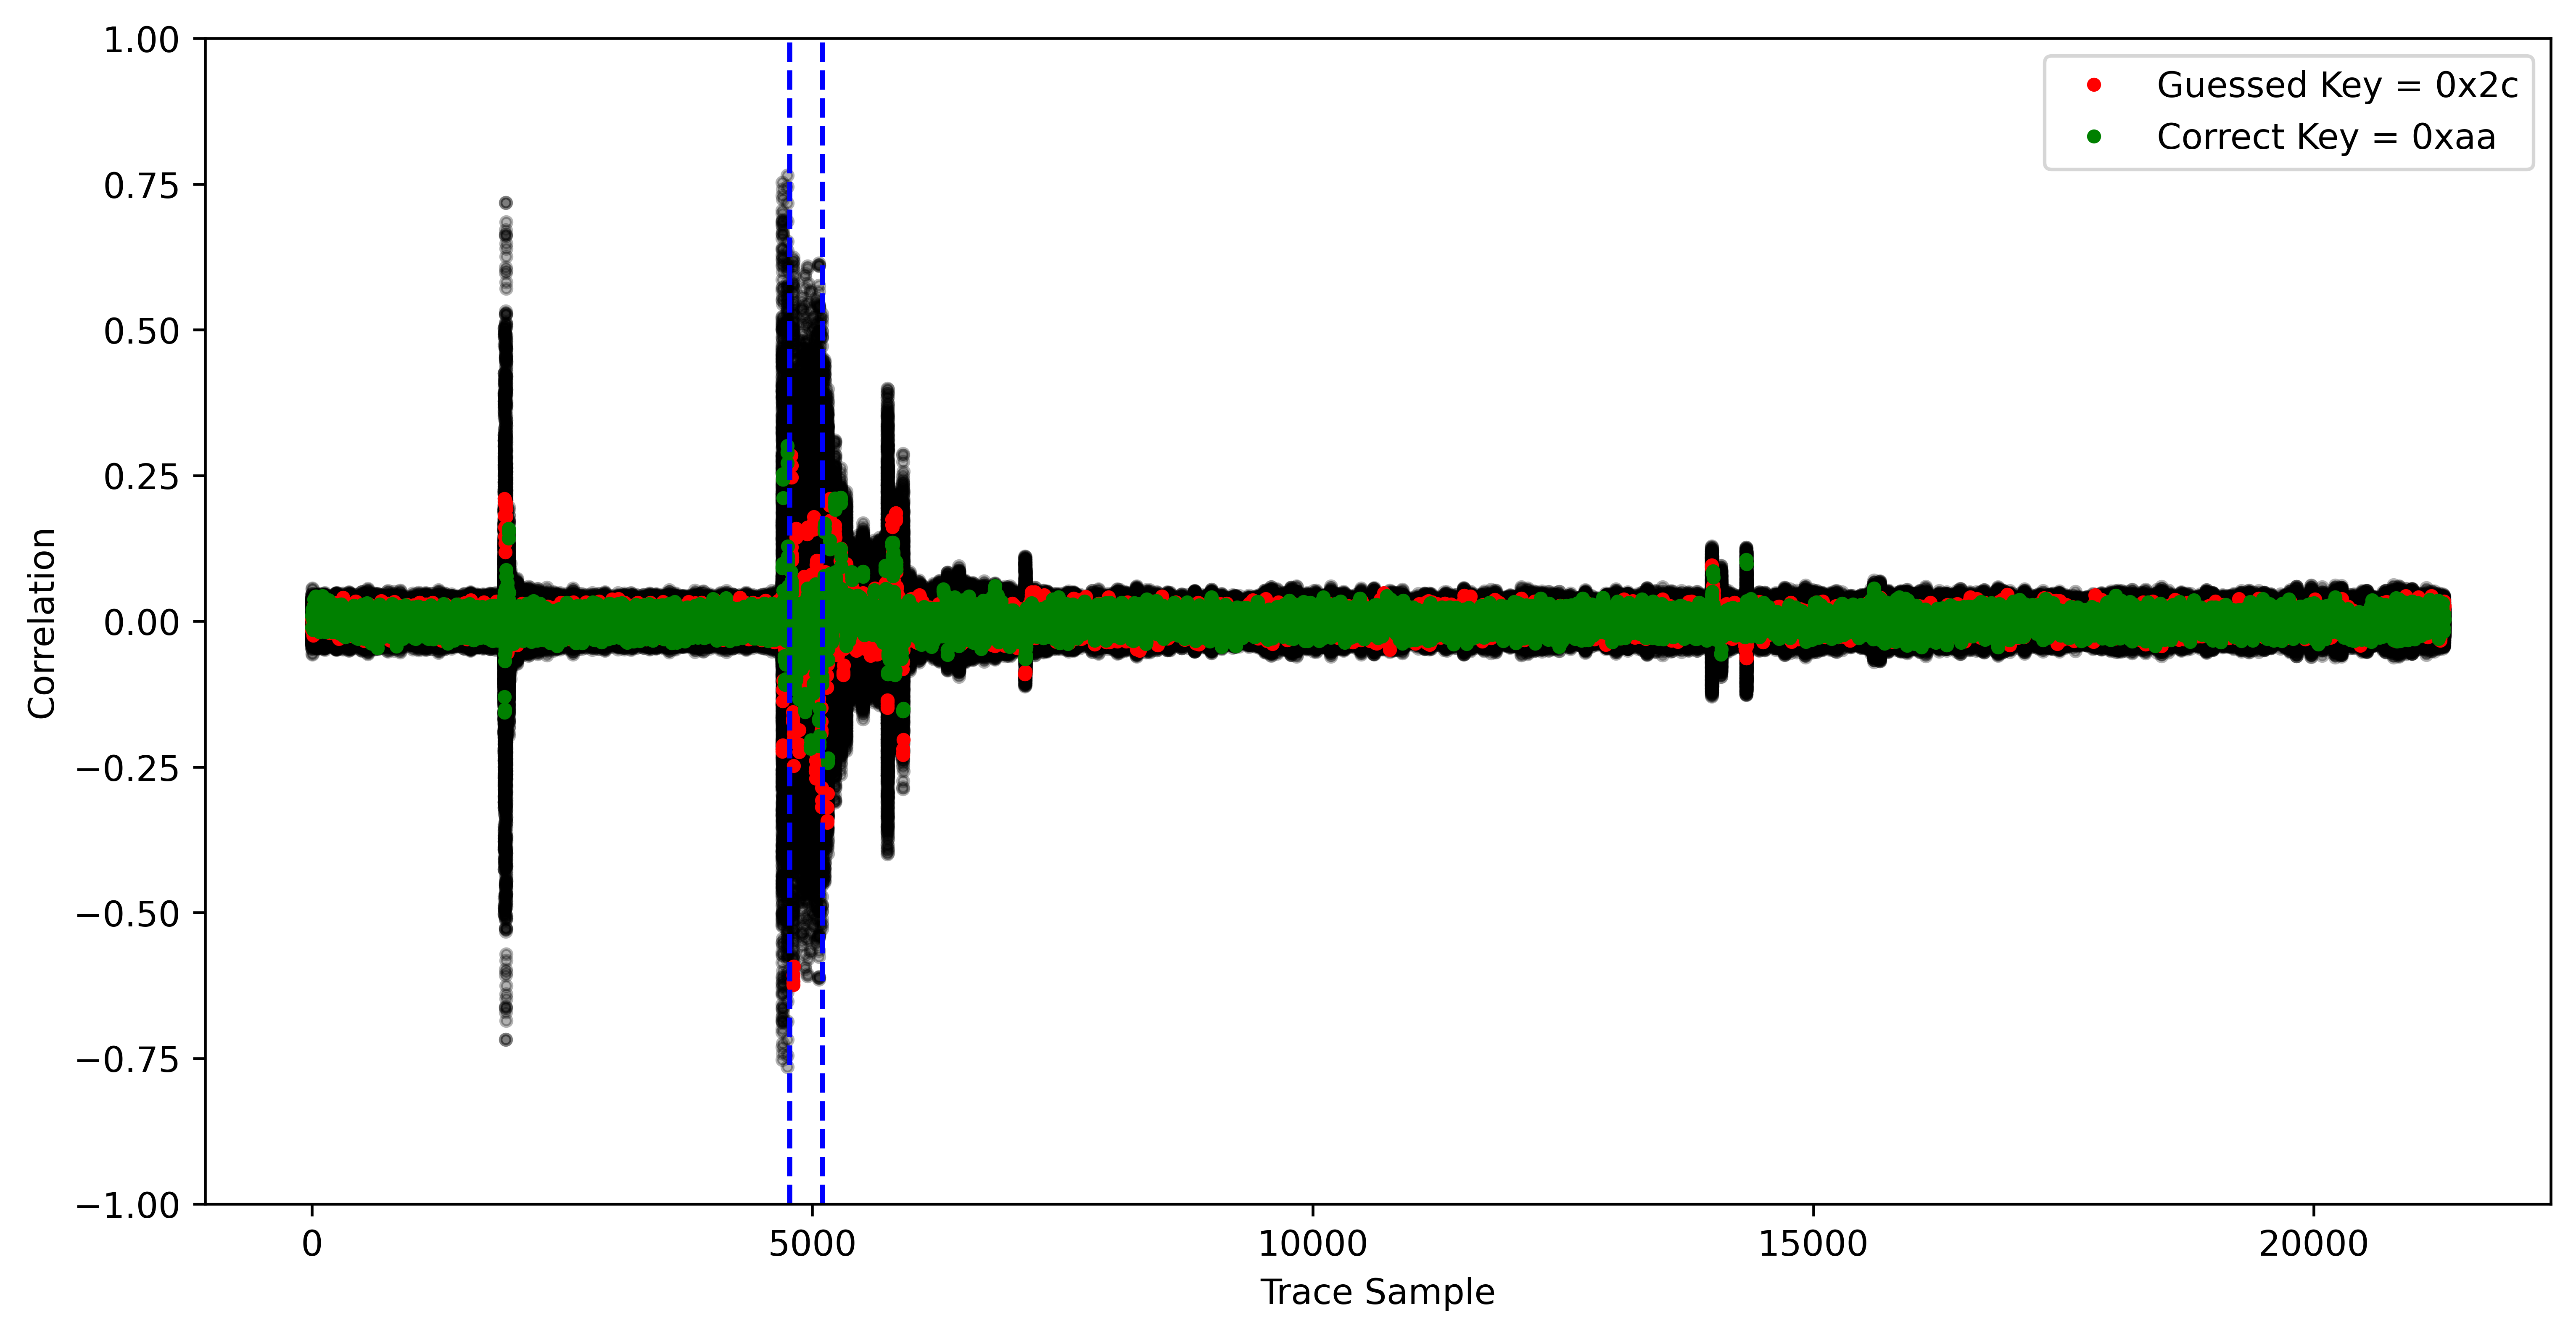 1.00
0.75
0.50
0.25
0.00
−0.25
−0.50
−0.75
−1.00
Correlation
Guessed Key = 0x2c
Correct Key = 0xaa
0 5000 10000 15000 20000
Trace Sample